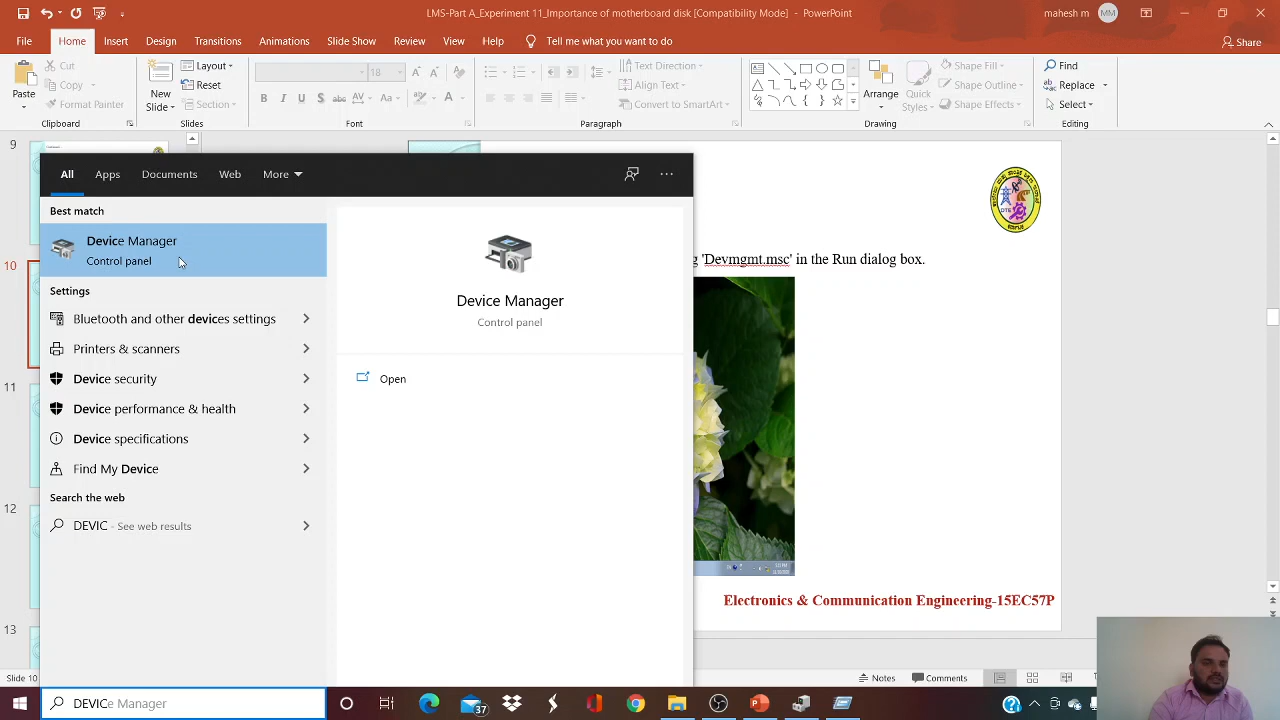 LMS-Part A_Experiment 11_Importance of motherboard disk [Compatibility Mode] - PowerPoint
mahesh m
MM
File Home Insert Design Transitions Animations Slide Show Review View Help Tell me what you want to do
Share
Cut
Copy
Format Painter
Paste
Clipboard
New
Slide
Layout
Reset
Section
Slides
18
Font
Text Direction
Align Text
Convert to SmartArt
Paragraph
Arrange
Quick
Styles
Shape Fill
Shape Outline
Shape Effects
Drawing
Find
Replace
Select
Editing
9
10
11
12
13
All Apps Documents Web More
Best match
Device Manager
Control panel
Settings
Bluetooth and other devices settings
Printers & scanners
Device security
Device performance & health
Device specifications
Find My Device
Search the web
DEVIC - See web results
Device Manager
Control panel
Open
g 'Devmgmt.msc' in the Run dialog box.
DTE
Electronics & Communication Engineering-15EC57P
Slide 10
Notes
Comments
DEVICe Manager
37